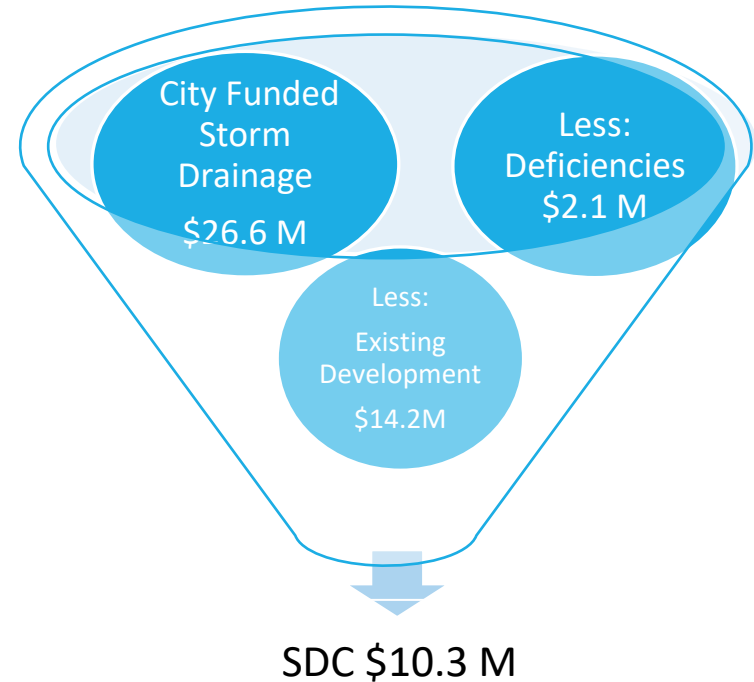 City Funded
Storm
Drainage
$26.6 M
Less:
Deficiencies
$2.1 M
Less:
Existing
Development
$14.2M
SDC $10.3 M